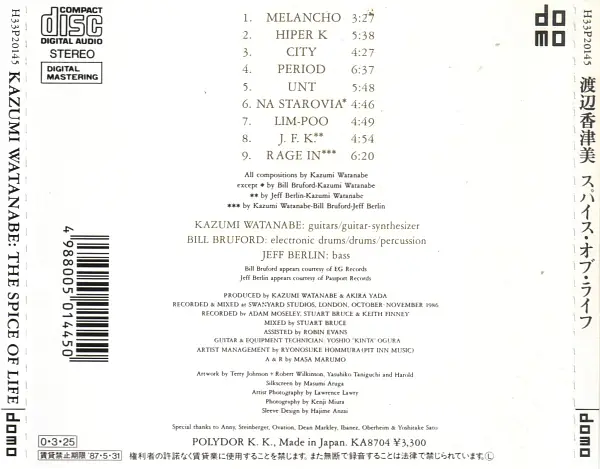 H33P20145
KAZUMI WATANABE: THE SPICE OF LIFE
domo
COMPACT
disc
DIGITAL AUDIO
STEREO
DIGITAL
MASTERING
1. MELANCHO 3:27
2. HIPER K 5:38
3. CITY 4:27
4. PERIOD 6:37
5. UNT 5:48
6. NA STAROVIA* 4:46
7. LIM-POO 4:49
8. J. F. K.** 4:54
9. RAGE IN*** 6:20
All compositions by Kazumi Watanabe
except * by Bill Bruford-Kazumi Watanabe
** by Jeff Berlin-Kazumi Watanabe
*** by Kazumi Watanabe-Bill Bruford-Jeff Berlin
KAZUMI WATANABE: guitars/guitar-synthesizer
BILL BRUFORD: electronic drums/drums/percussion
JEFF BERLIN: bass
Bill Bruford appears courtesy of EG Records
Jeff Berlin appears courtesy of Passport Records
PRODUCED by KAZUMI WATANABE & AKIRA YADA
RECORDED & MIXED at SWANYARD STUDIOS, LONDON, OCTOBER-NOVEMBER 1986
RECORDED by ADAM MOSELEY, STUART BRUCE & KEITH FINNEY
MIXED by STUART BRUCE
ASSISTED by ROBIN EVANS
GUITAR & EQUIPMENT TECHNICIAN: YOSHIO "KINTA" OGURA
ARTIST MANAGEMENT by RYONOSUKE HOMMURA (PIT INN MUSIC)
A & R by MASA MARUMO
Artwork by Terry Johnson + Robert Wilkinson, Yasuhiko Taniguchi and Harold
Silkscreen by Masumi Aruga
Artist Photography by Lawrence Lawry
Photography by Kenji Miura
Sleeve Design by Hajime Anzai
Special thanks to Anny, Steinberger, Ovation, Dean Markley, Ibanez, Oberheim & Yoshitake Sato
POLYDOR K. K., Made in Japan. KA8704 ¥3,300
0・3・25
賃貸禁止期限 '87・5・31
権利者の許諾なく賃貸業に使用することを禁じます。また無断で録音することは法律で禁じられています。Ⓛ
4 988005 014450
domo
H33P20145
渡辺香津美 スパイス・オブ・ライフ
domo